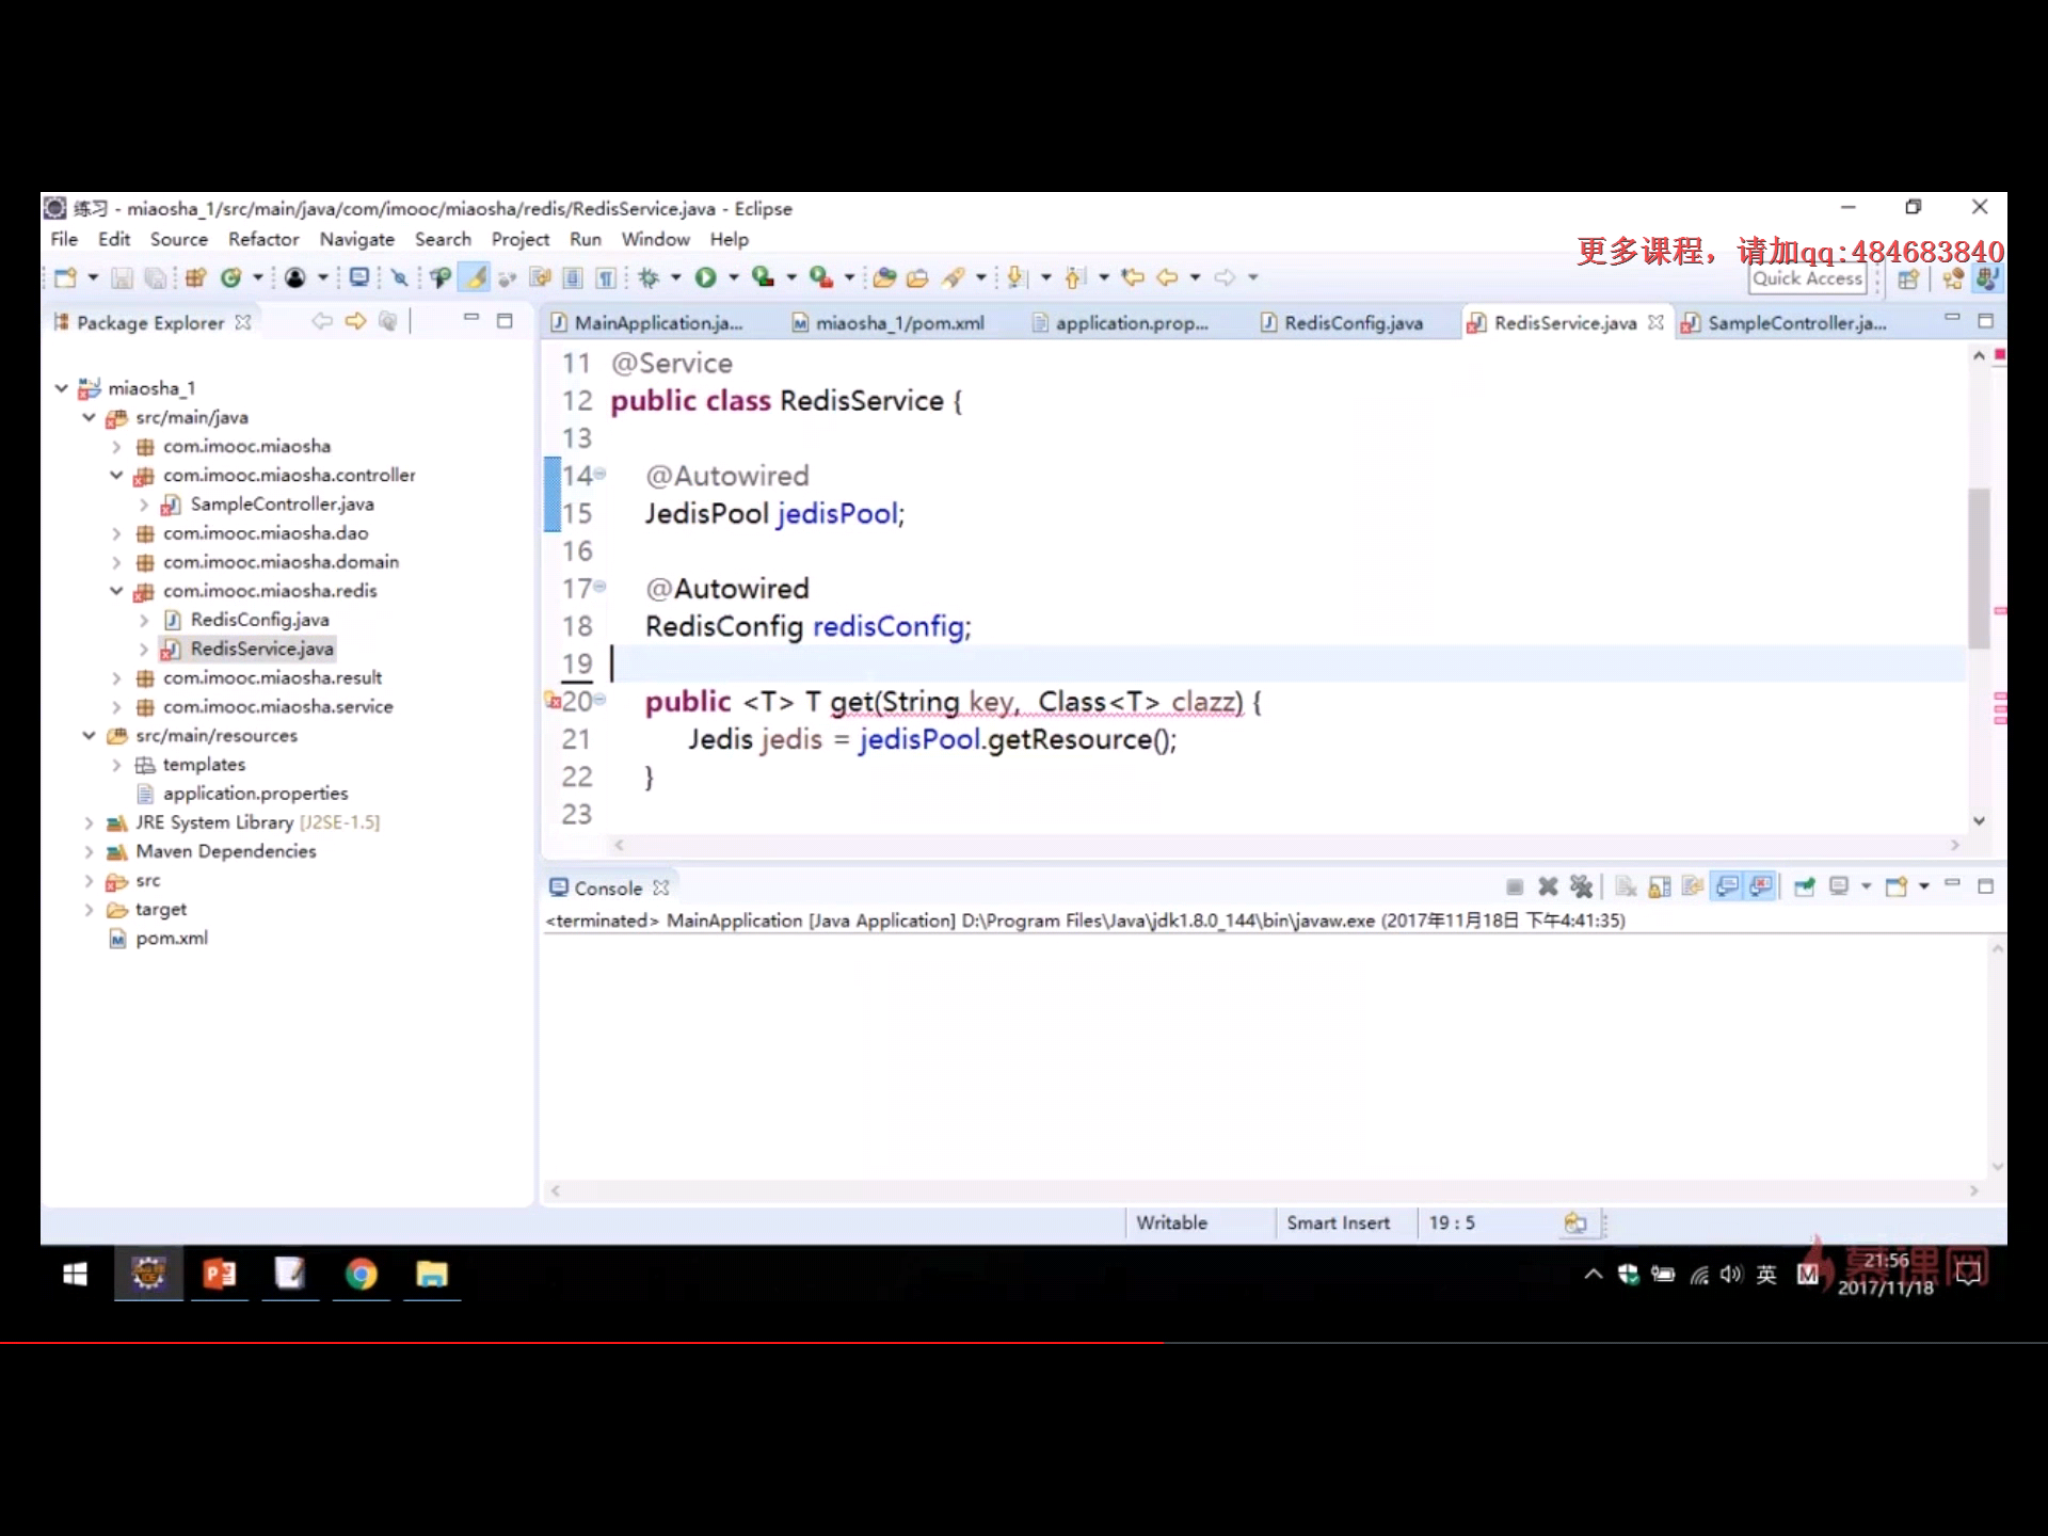 练习 - miaosha_1/src/main/java/com/imooc/miaosha/redis/RedisService.java - Eclipse
File Edit Source Refactor Navigate Search Project Run Window Help
更多课程，请加qq:484683840
Quick Access
Package Explorer
MainApplication.ja... miaosha_1/pom.xml application.prop... RedisConfig.java RedisService.java SampleController.ja...
miaosha_1
src/main/java
com.imooc.miaosha
com.imooc.miaosha.controller
SampleController.java
com.imooc.miaosha.dao
com.imooc.miaosha.domain
com.imooc.miaosha.redis
RedisConfig.java
RedisService.java
com.imooc.miaosha.result
com.imooc.miaosha.service
src/main/resources
templates
application.properties
JRE System Library [J2SE-1.5]
Maven Dependencies
src
target
pom.xml
11 @Service
12 public class RedisService {
13
14 @Autowired
15 JedisPool jedisPool;
16
17 @Autowired
18 RedisConfig redisConfig;
19
20 public <T> T get(String key, Class<T> clazz) {
21 Jedis jedis = jedisPool.getResource();
22 }
23
Console
<terminated> MainApplication [Java Application] D:\Program Files\Java\jdk1.8.0_144\bin\javaw.exe (2017年11月18日 下午4:41:35)
Writable Smart Insert 19 : 5
英 M 慕课网
21:56
2017/11/18